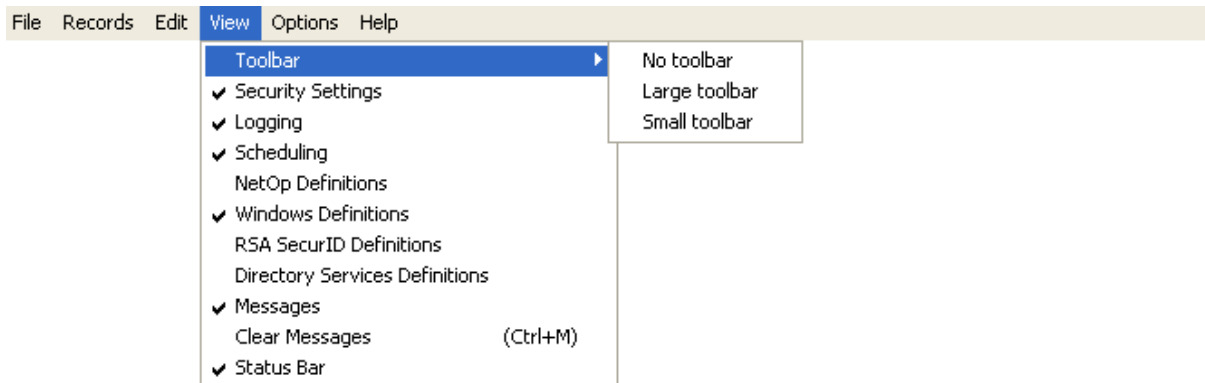 File Records Edit View Options Help
Toolbar
No toolbar
Security Settings
Large toolbar
Logging
Small toolbar
Scheduling
NetOp Definitions
Windows Definitions
RSA SecurID Definitions
Directory Services Definitions
Messages
Clear Messages (Ctrl+M)
Status Bar